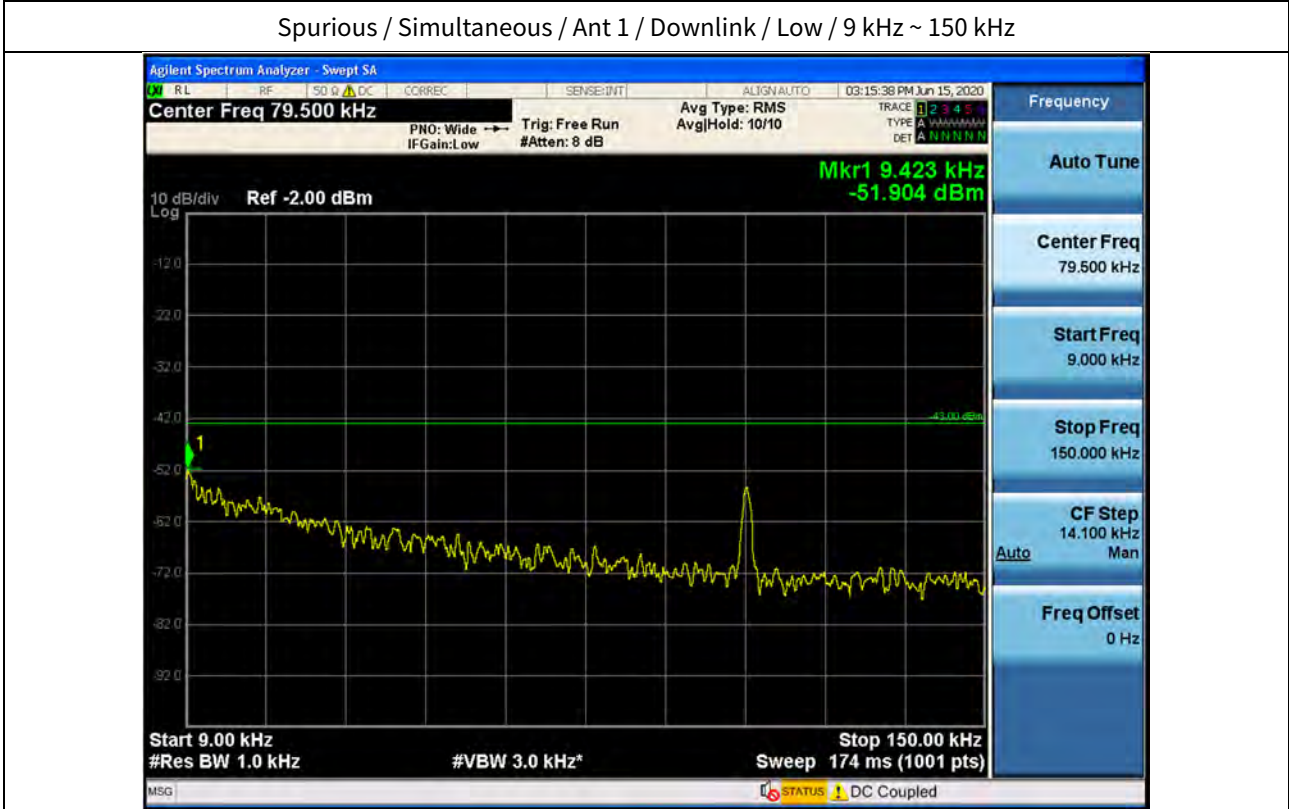 Spurious / Simultaneous / Ant 1 / Downlink / Low / 9 kHz ~ 150 kHz
Agilent Spectrum Analyzer - Swept SA
RL RF 50 Ω DC CORREC SENSE:INT ALIGN AUTO 03:15:38 PM Jun 15, 2020
Center Freq 79.500 kHz
PNO: Wide
IFGain:Low
Trig: Free Run
#Atten: 8 dB
Avg Type: RMS
Avg|Hold: 10/10
TRACE 1 2 3 4 5
TYPE A
DET A N N N N N
Mkr1 9.423 kHz
-51.904 dBm
10 dB/div Ref -2.00 dBm
Log
-12.0
-22.0
-32.0
-42.0
-43.00 dBm
1
-52.0
-62.0
-72.0
-82.0
-92.0
Start 9.00 kHz
Stop 150.00 kHz
#Res BW 1.0 kHz
#VBW 3.0 kHz*
Sweep 174 ms (1001 pts)
MSG
STATUS
DC Coupled
Frequency
Auto Tune
Center Freq
79.500 kHz
Start Freq
9.000 kHz
Stop Freq
150.000 kHz
CF Step
14.100 kHz
Auto Man
Freq Offset
0 Hz